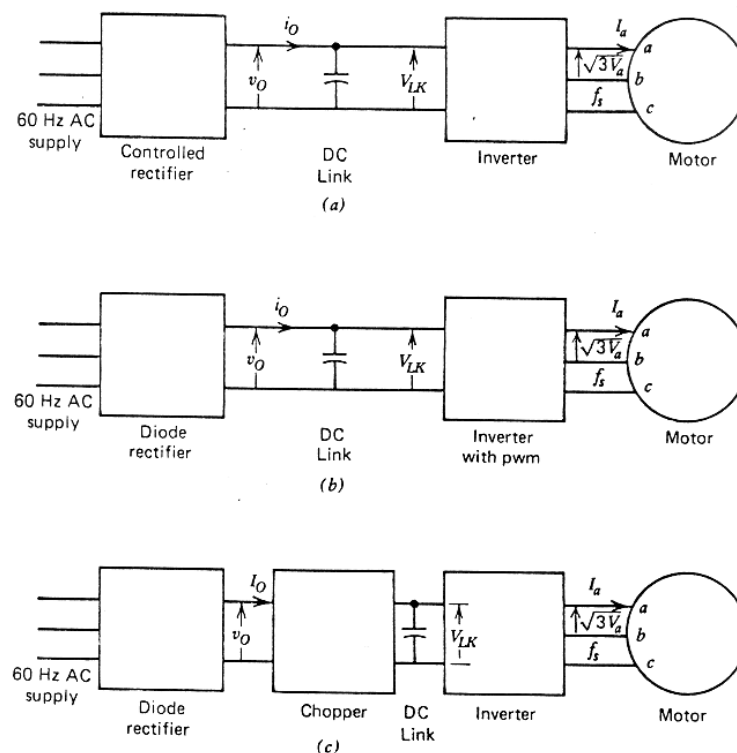 i_O
I_a
a
v_O
V_LK
√3V_a
b
f_s
c
60 Hz AC
supply
Controlled
rectifier
DC
Link
Inverter
Motor
(a)
i_O
I_a
a
v_O
V_LK
√3V_a
b
f_s
c
60 Hz AC
supply
Diode
rectifier
DC
Link
Inverter
with pwm
Motor
(b)
I_O
I_a
a
v_O
V_LK
√3V_a
b
f_s
c
60 Hz AC
supply
Diode
rectifier
Chopper
DC
Link
Inverter
Motor
(c)